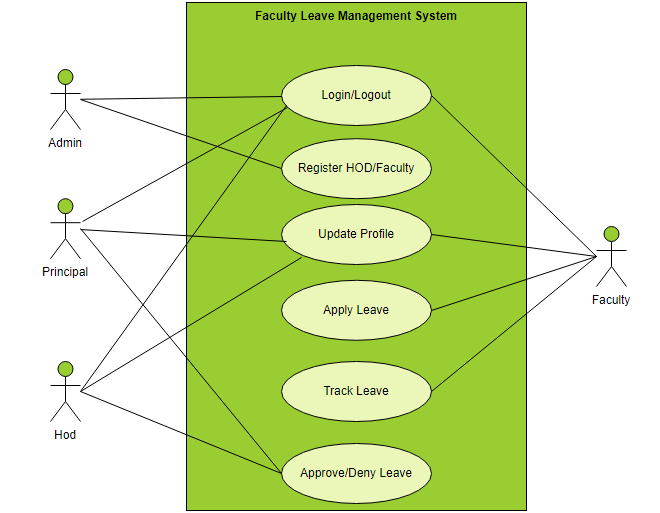 Faculty Leave Management System
Login/Logout
Admin
Register HOD/Faculty
Update Profile
Principal
Faculty
Apply Leave
Track Leave
Hod
Approve/Deny Leave